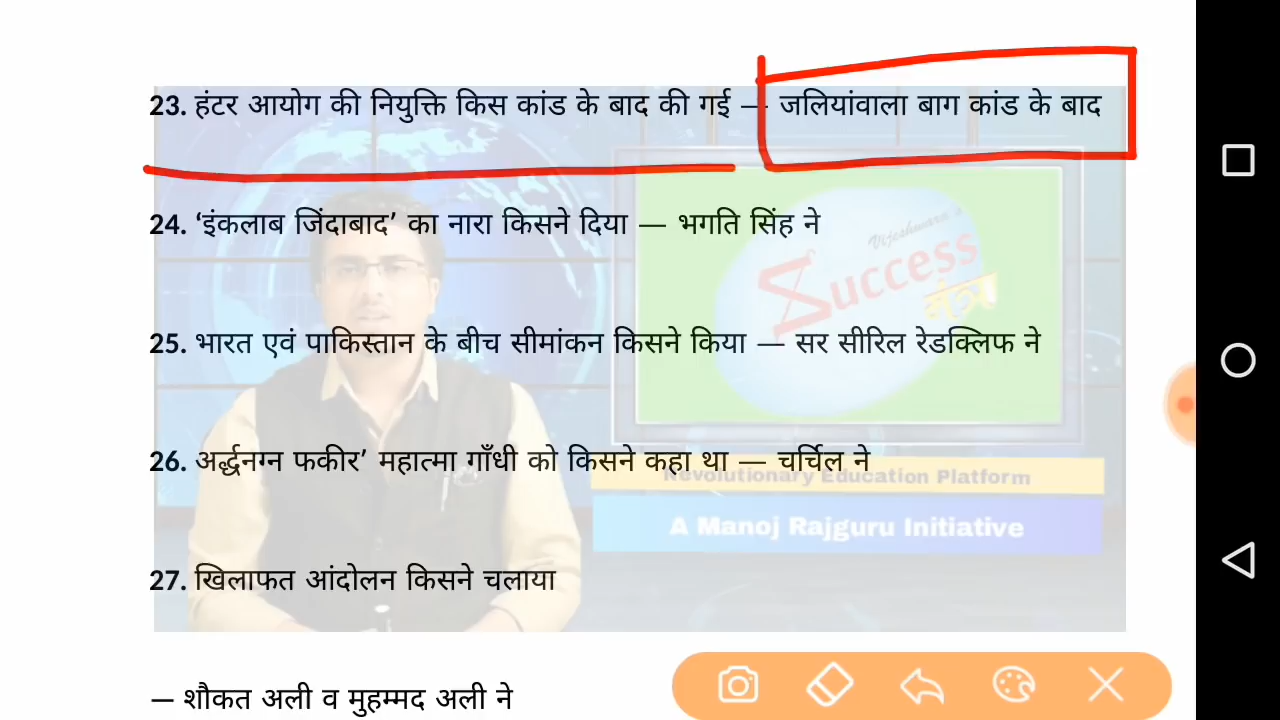 23. हंटर आयोग की नियुक्ति किस कांड के बाद की गई — जलियांवाला बाग कांड के बाद
24. ‘इंकलाब जिंदाबाद’ का नारा किसने दिया — भगति सिंह ने
Vijeshwara's
Success
मंत्रा
25. भारत एवं पाकिस्तान के बीच सीमांकन किसने किया — सर सीरिल रेडक्लिफ ने
26. अर्द्धनग्न फकीर’ महात्मा गाँधी को किसने कहा था — चर्चिल ने
Revolutionary Education Platform
A Manoj Rajguru Initiative
27. खिलाफत आंदोलन किसने चलाया
— शौकत अली व मुहम्मद अली ने